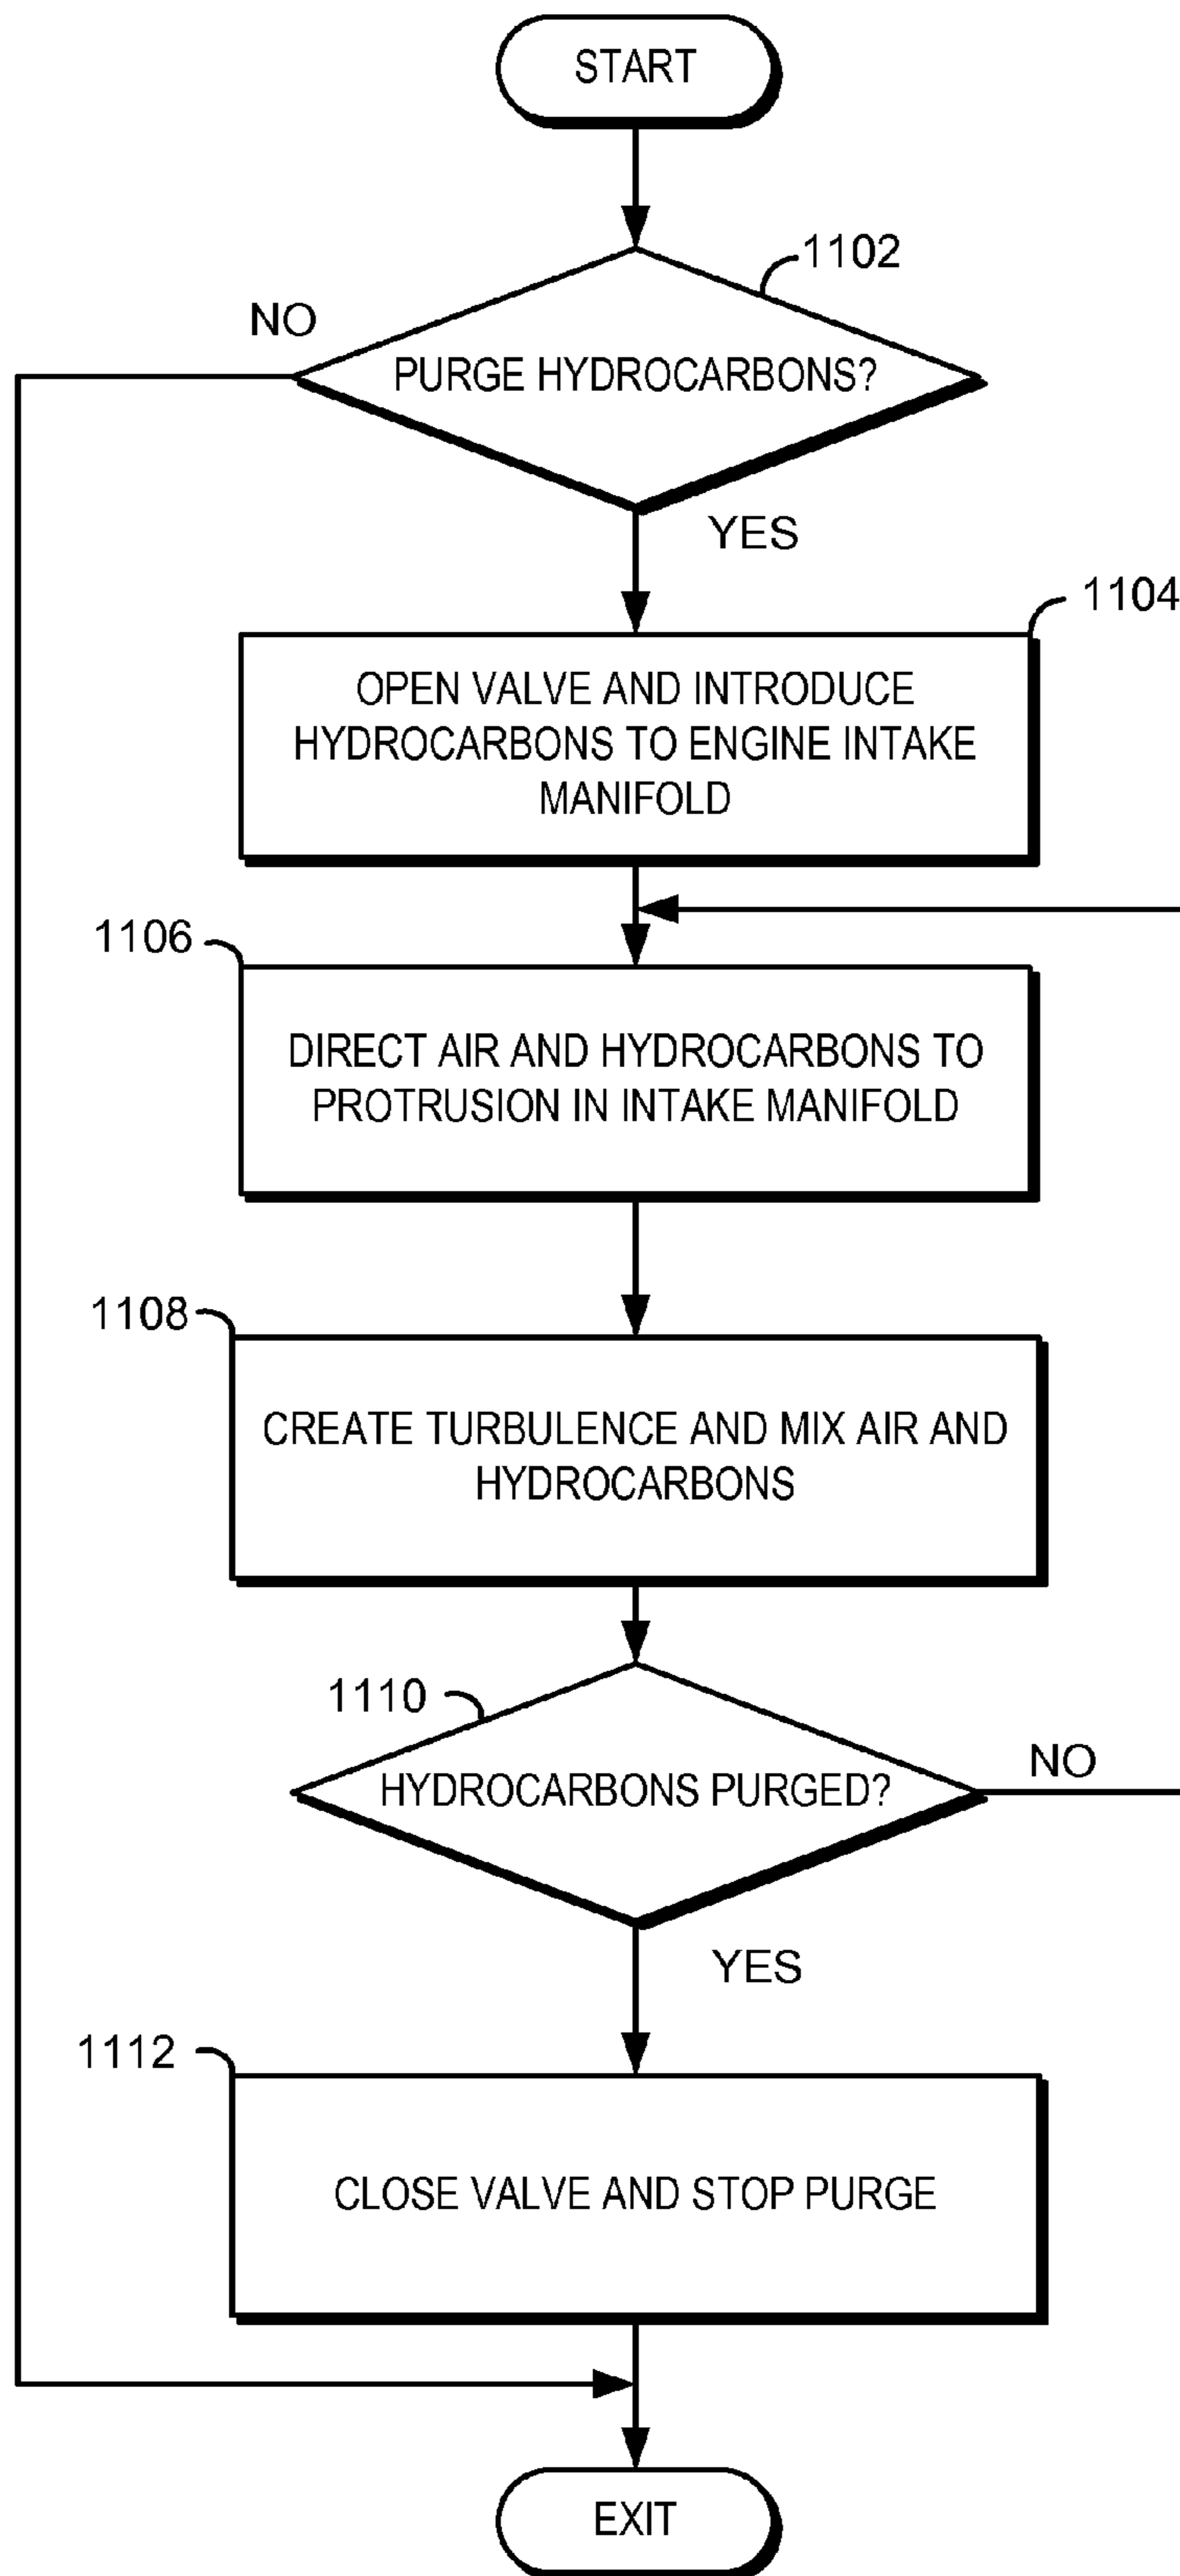 START
1102
NO
PURGE HYDROCARBONS?
YES
1104
OPEN VALVE AND INTRODUCE
HYDROCARBONS TO ENGINE INTAKE
MANIFOLD
1106
DIRECT AIR AND HYDROCARBONS TO
PROTRUSION IN INTAKE MANIFOLD
1108
CREATE TURBULENCE AND MIX AIR AND
HYDROCARBONS
1110
HYDROCARBONS PURGED?
NO
YES
1112
CLOSE VALVE AND STOP PURGE
EXIT